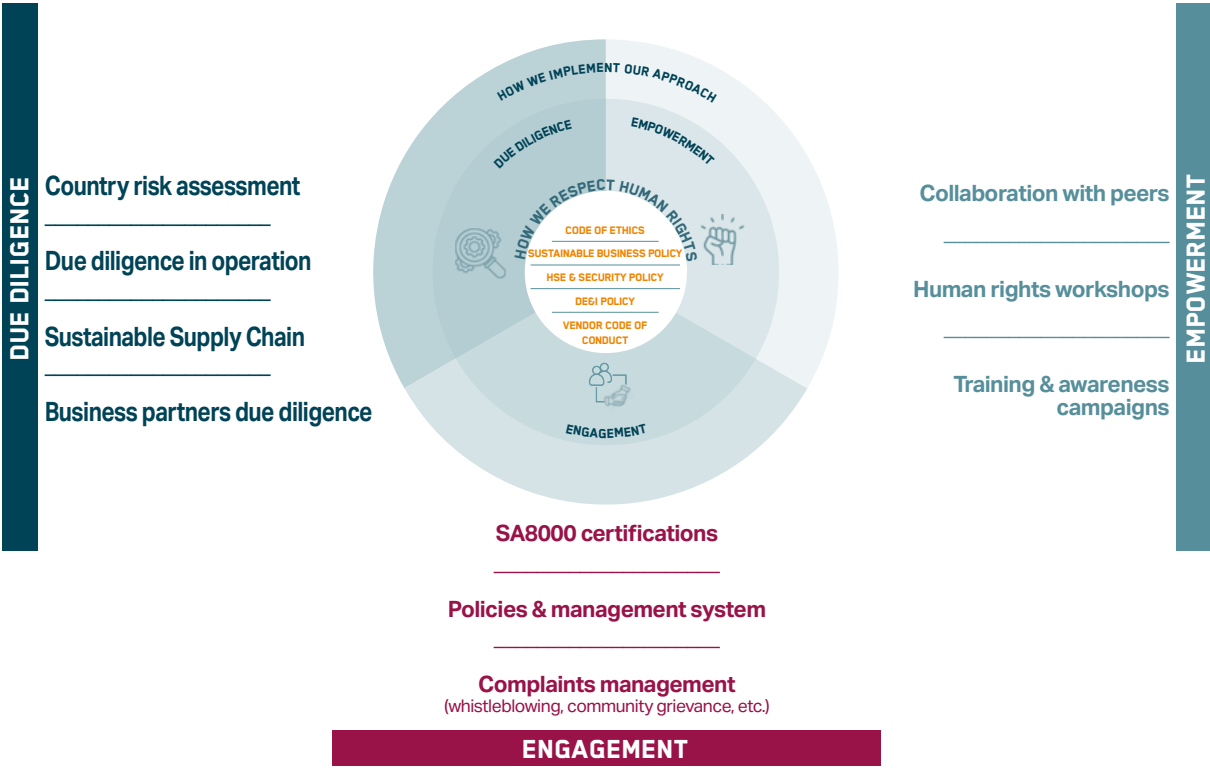 HOW WE IMPLEMENT OUR APPROACH
DUE DILIGENCE
EMPOWERMENT
HOW WE RESPECT HUMAN RIGHTS
CODE OF ETHICS
SUSTAINABLE BUSINESS POLICY
HSE & SECURITY POLICY
DE&I POLICY
VENDOR CODE OF
CONDUCT
ENGAGEMENT
DUE DILIGENCE
Country risk assessment
Due diligence in operation
Sustainable Supply Chain
Business partners due diligence
EMPOWERMENT
Collaboration with peers
Human rights workshops
Training & awareness
campaigns
SA8000 certifications
Policies & management system
Complaints management
(whistleblowing, community grievance, etc.)
ENGAGEMENT